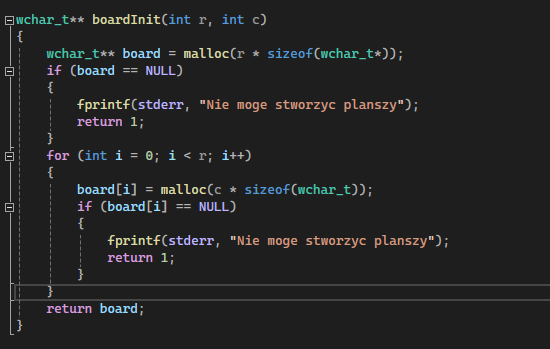 wchar_t** boardInit(int r, int c)
{
    wchar_t** board = malloc(r * sizeof(wchar_t*));
    if (board == NULL)
    {
        fprintf(stderr, "Nie moge stworzyc planszy");
        return 1;
    }
    for (int i = 0; i < r; i++)
    {
        board[i] = malloc(c * sizeof(wchar_t));
        if (board[i] == NULL)
        {
            fprintf(stderr, "Nie moge stworzyc planszy");
            return 1;
        }
    }
    return board;
}